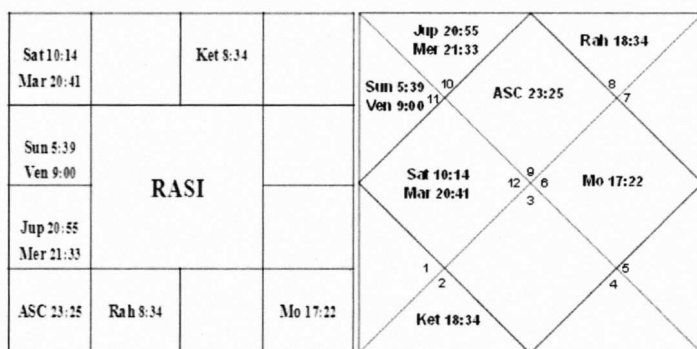 Sat 10:14
Mar 20:41
Ket 8:34
Sun 5:39
Ven 9:00
RASI
Jup 20:55
Mer 21:33
ASC 23:25
Rah 8:34
Mo 17:22
Jup 20:55
Mer 21:33
Rah 18:34
Sun 5:39
Ven 9:00
10
11
ASC 23:25
8
7
Sat 10:14
Mar 20:41
9
12
6
3
Mo 17:22
1
2
5
4
Ket 18:34